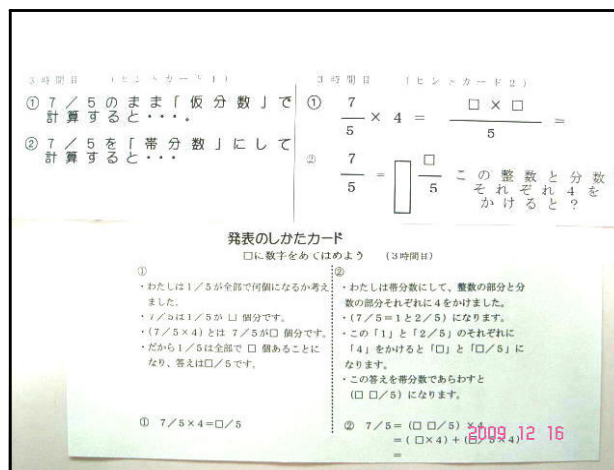 3時間目 (ヒントカード1)
① 7/5のまま「仮分数」で
計算すると・・・。
② 7/5を「帯分数」にして
計算すると・・・
3時間目 (ヒントカード2)
① 7/5 × 4 = □×□/5 =
② 7/5 = □ □/5 この整数と分数
それぞれ4を
かけると?
発表のしかたカード
□に数字をあてはめよう (3時間目)
①
・わたしは1/5が全部で何個になるか考え
ました。
・7/5は1/5が □ 個分です。
・(7/5×4)とは 7/5が□ 個分です。
・だから1/5は全部で □ 個あることに
なり、答えは□/5です。
① 7/5×4=□/5
②
・わたしは帯分数にして、整数の部分と分
数の部分それぞれに4をかけました。
・(7/5=1と2/5)になります。
・この「1」と「2/5」のそれぞれに
「4」をかけると「□」と「□/5」に
なります。
・この答えを帯分数であらわすと
(□ □/5)になります。
② 7/5=(□ □/5)×4
=(□×4)+(□/5×4)
=
2009 12 16